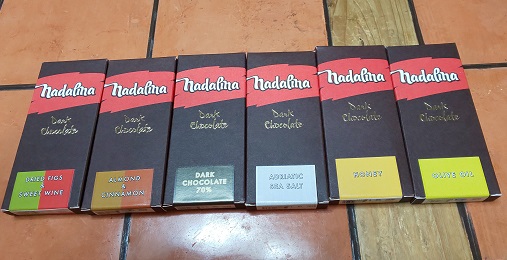 Nadalina
Dark
Chocolate
DRIED FIGS
&
SWEET WINE
Nadalina
Dark
Chocolate
ALMOND
&
CINNAMON
Nadalina
Dark
Chocolate
DARK
CHOCOLATE
70%
Nadalina
Dark
Chocolate
ADRIATIC
SEA SALT
Nadalina
Dark
Chocolate
HONEY
Nadalina
Dark
Chocolate
OLIVE OIL